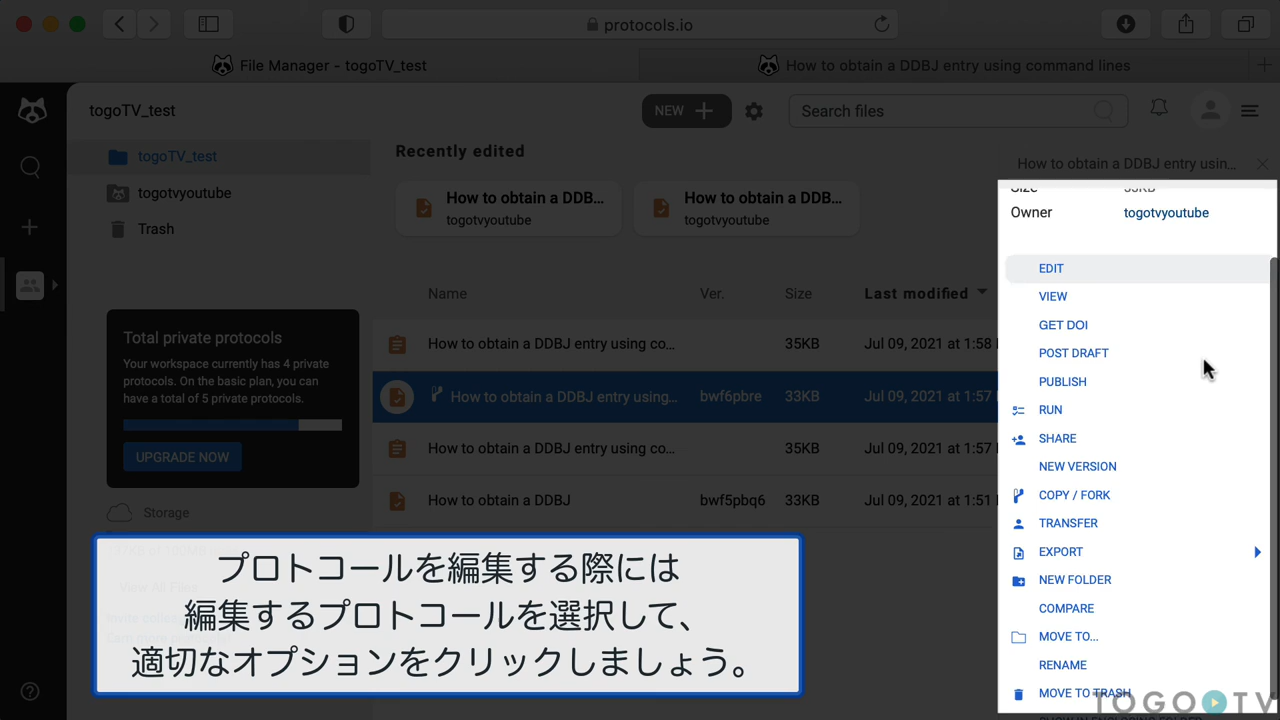 protocols.io
File Manager – togoTV_test
How to obtain a DDBJ entry using command lines
togoTV_test
NEW
Search files
togoTV_test
togotvyoutube
Trash
Recently edited
How to obtain a DDB...
togotvyoutube
How to obtain a DDB...
togotvyoutube
Total private protocols
Your workspace currently has 4 private
protocols. On the basic plan, you can
have a total of 5 private protocols.
UPGRADE NOW
Storage
View All Files
Name Ver. Size Last modified
How to obtain a DDBJ entry using co... 35KB Jul 09, 2021 at 1:58
How to obtain a DDBJ entry using... bwf6pbre 33KB Jul 09, 2021 at 1:57
How to obtain a DDBJ entry using co... 35KB Jul 09, 2021 at 1:57
How to obtain a DDBJ bwf5pbq6 33KB Jul 09, 2021 at 1:51
How to obtain a DDBJ entry usin...
Size 33KB
Owner togotvyoutube
EDIT
VIEW
GET DOI
POST DRAFT
PUBLISH
RUN
SHARE
NEW VERSION
COPY / FORK
TRANSFER
EXPORT
NEW FOLDER
COMPARE
MOVE TO...
RENAME
MOVE TO TRASH
プロトコールを編集する際には
編集するプロトコールを選択して、
適切なオプションをクリックしましょう。
TOGO TV